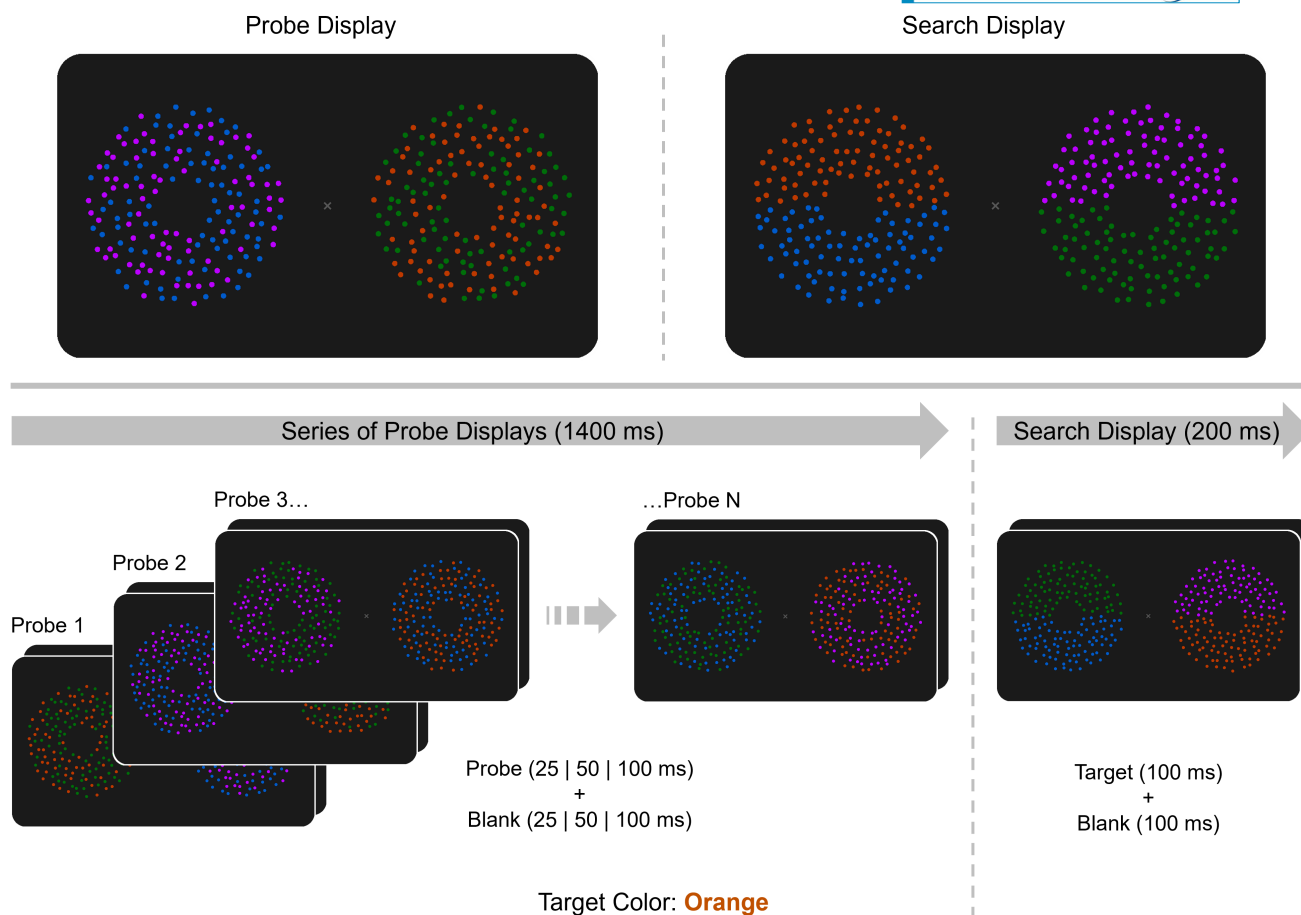 Probe Display
Search Display
Series of Probe Displays (1400 ms)
Search Display (200 ms)
Probe 3…
…Probe N
Probe 2
Probe 1
Probe (25 | 50 | 100 ms)
+
Blank (25 | 50 | 100 ms)
Target (100 ms)
+
Blank (100 ms)
Target Color: Orange